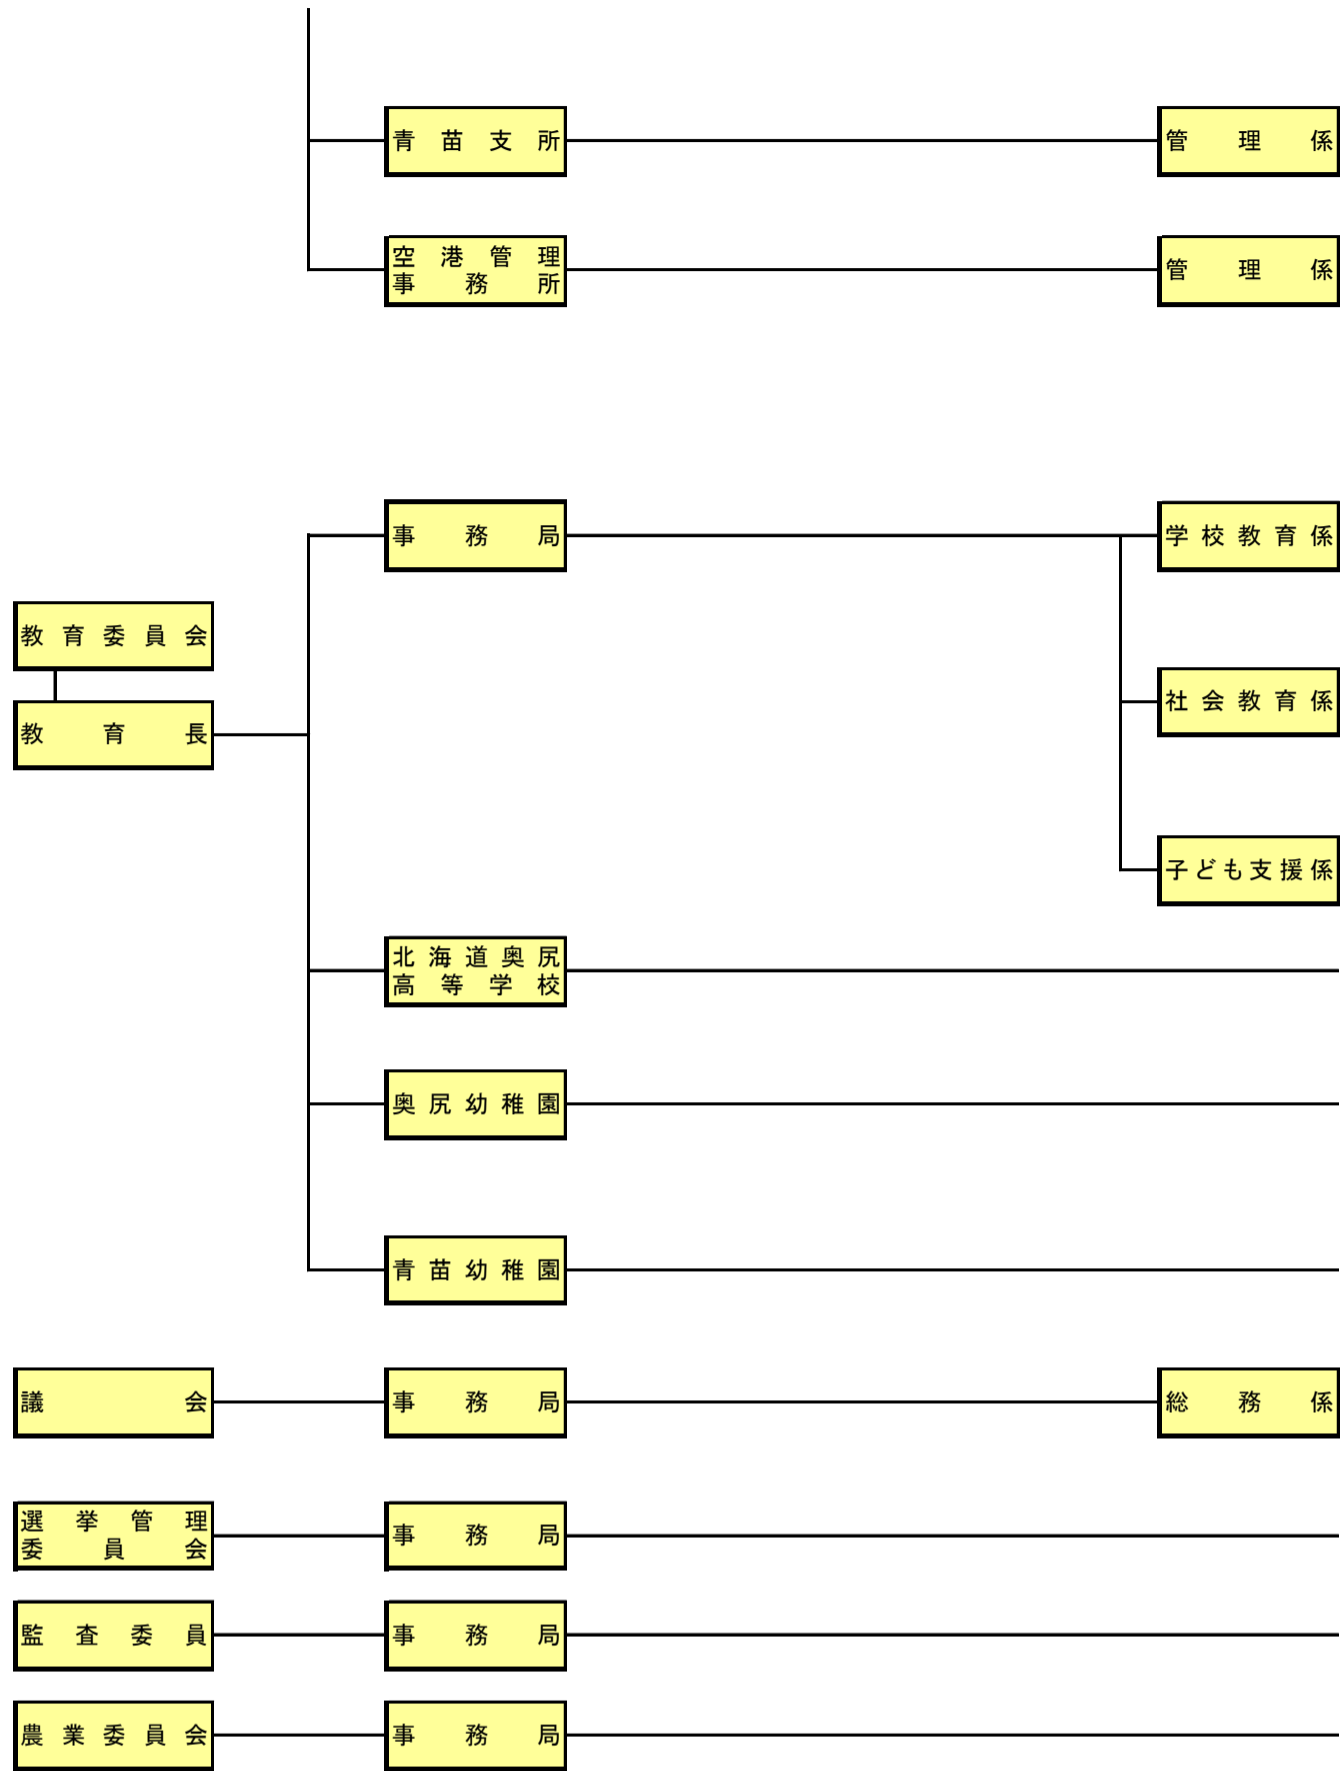 青苗支所
管理係
空港管理
事務所
管理係
事務局
学校教育係
教育委員会
社会教育係
教育長
子ども支援係
北海道奥尻
高等学校
奥尻幼稚園
青苗幼稚園
議会
事務局
総務係
選挙管理
委員会
事務局
監査委員
事務局
農業委員会
事務局